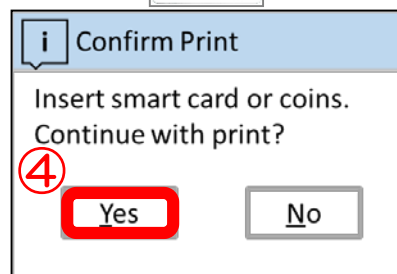 i Confirm Print
Insert smart card or coins.
Continue with print?
④
Yes No